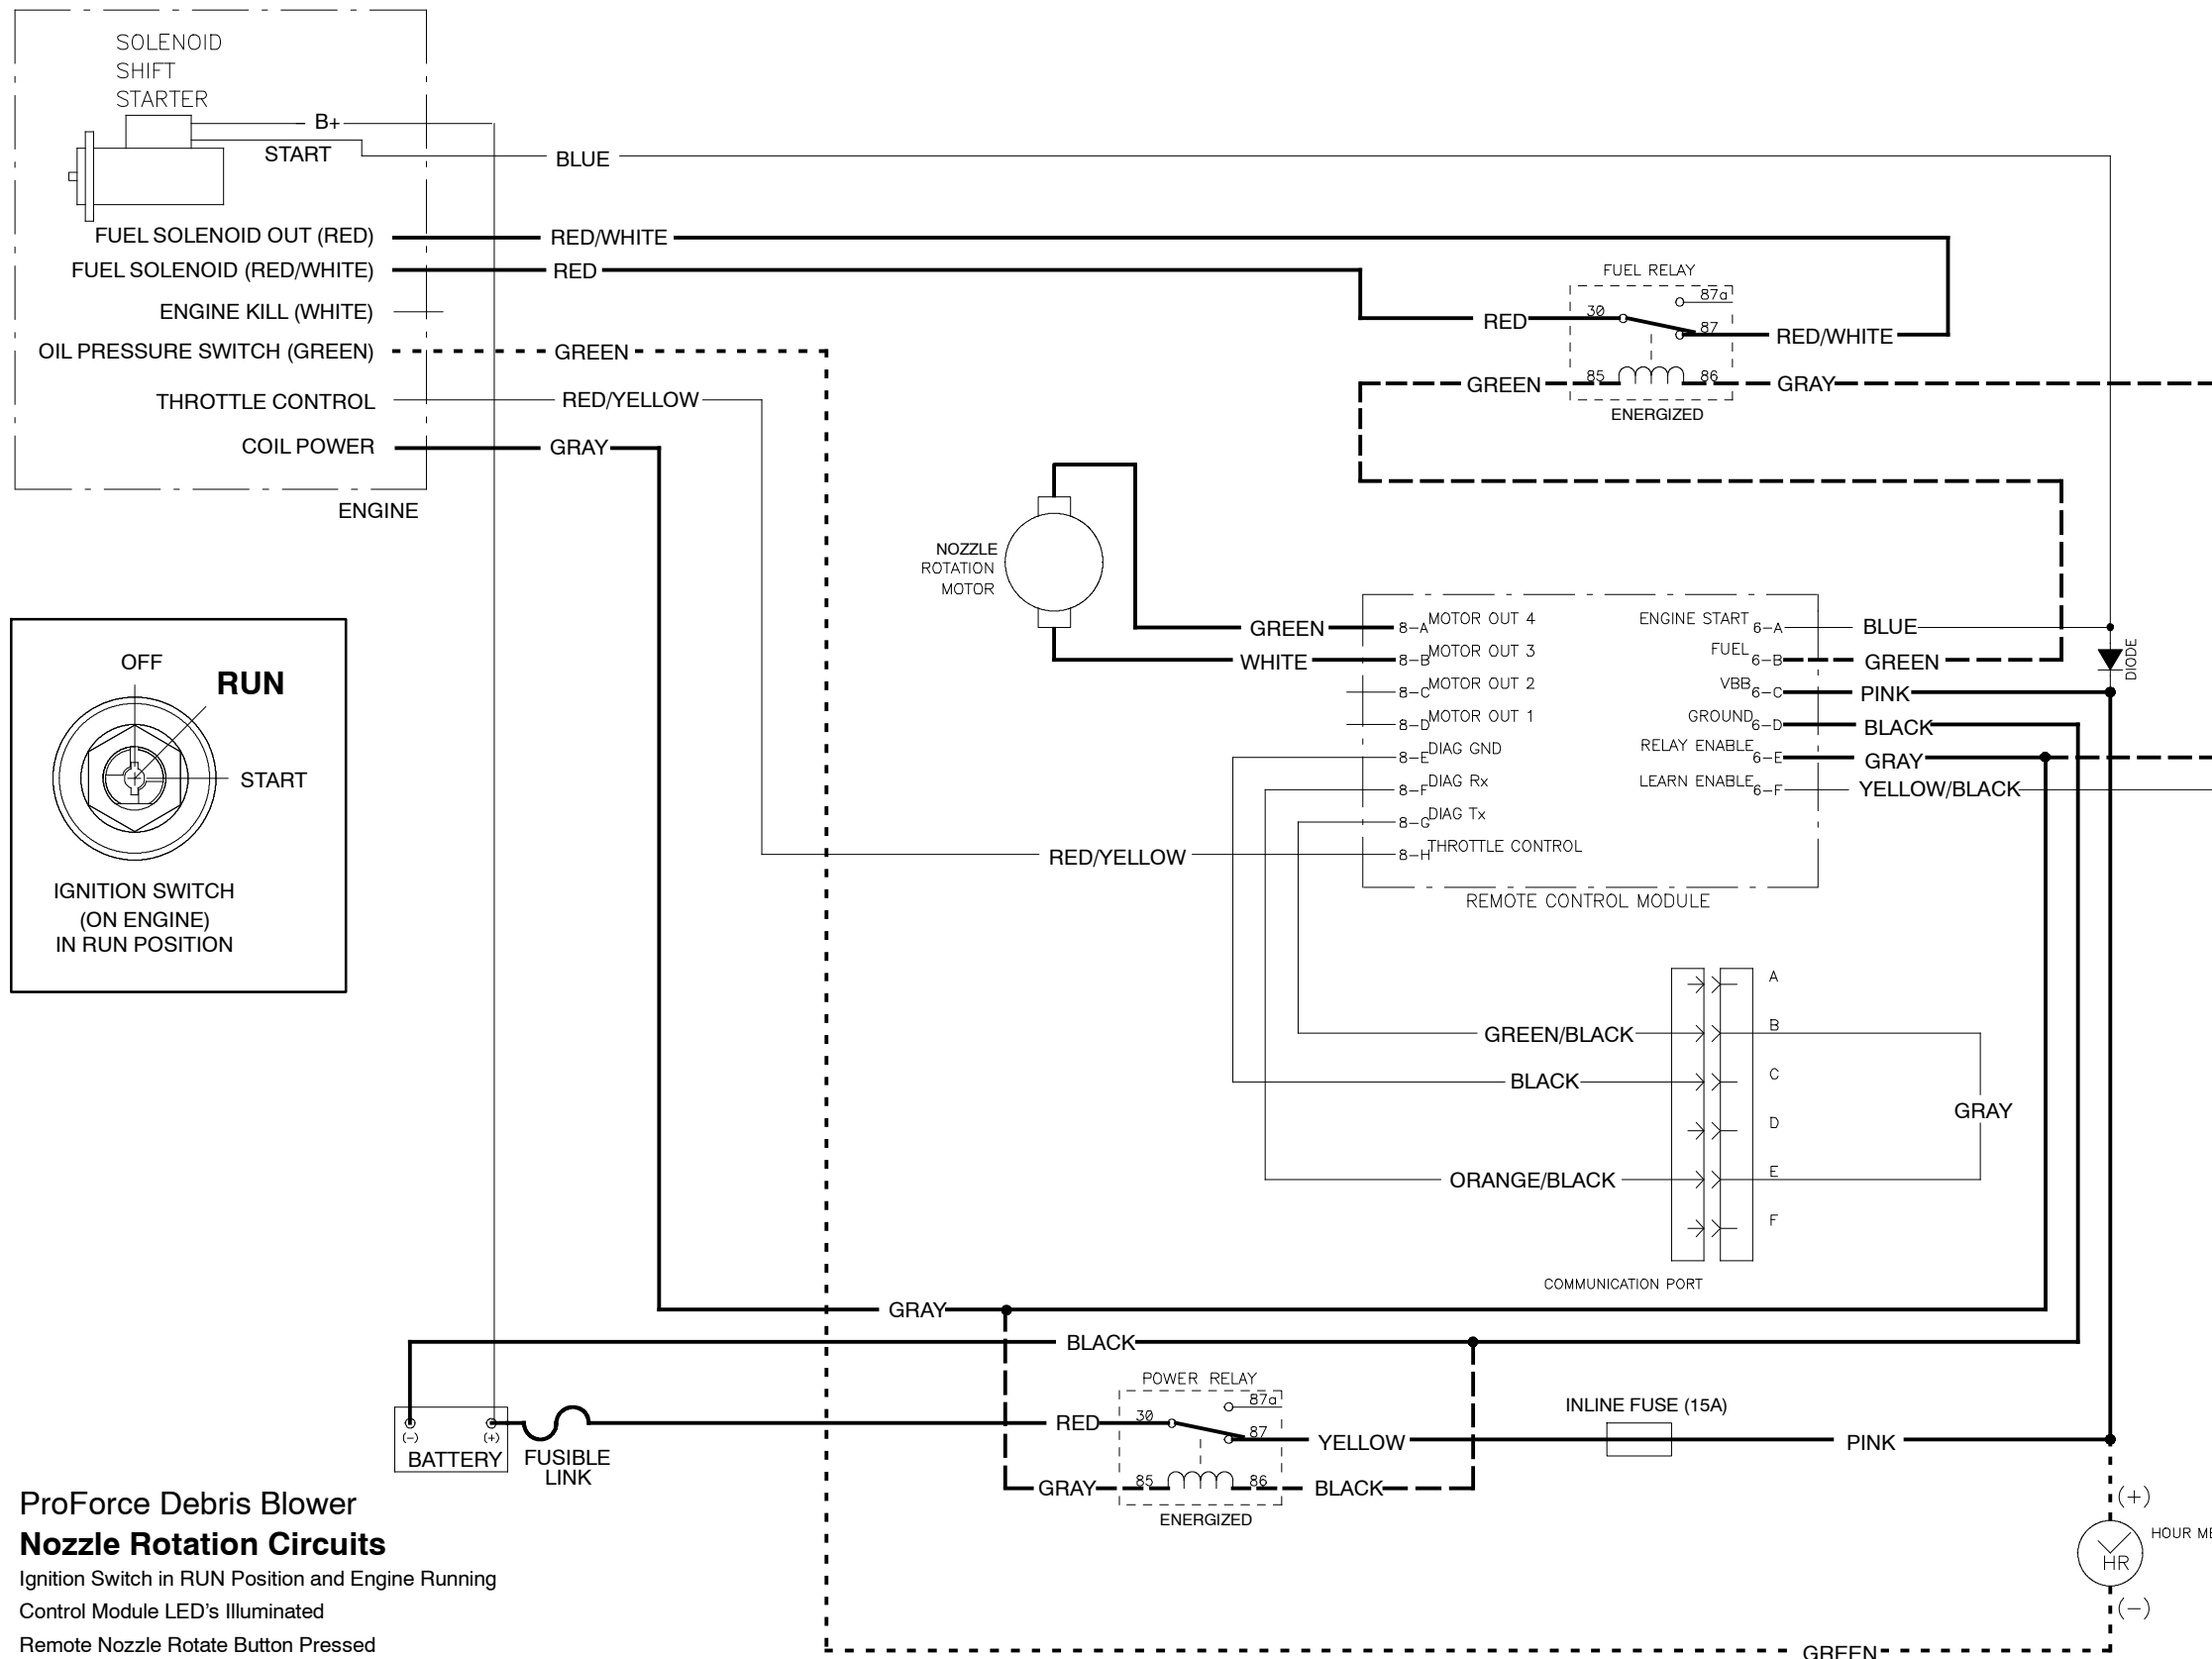 SOLENOID
SHIFT
STARTER
B+
START
BLUE
FUEL SOLENOID OUT (RED)
RED/WHITE
FUEL SOLENOID (RED/WHITE)
RED
ENGINE KILL (WHITE)
OIL PRESSURE SWITCH (GREEN)
GREEN
THROTTLE CONTROL
RED/YELLOW
COIL POWER
GRAY
ENGINE
FUEL RELAY
87a
30
87
RED
RED/WHITE
85
86
GREEN
GRAY
ENERGIZED
NOZZLE
ROTATION
MOTOR
GREEN
WHITE
8-A MOTOR OUT 4
8-B MOTOR OUT 3
8-C MOTOR OUT 2
8-D MOTOR OUT 1
8-E DIAG GND
8-F DIAG Rx
8-G DIAG Tx
8-H THROTTLE CONTROL
RED/YELLOW
ENGINE START 6-A BLUE
FUEL 6-B GREEN
VBB 6-C PINK
GROUND 6-D BLACK
RELAY ENABLE 6-E GRAY
LEARN ENABLE 6-F YELLOW/BLACK
DIODE
REMOTE CONTROL MODULE
OFF
RUN
START
IGNITION SWITCH
(ON ENGINE)
IN RUN POSITION
A
GREEN/BLACK
B
BLACK
C
GRAY
D
ORANGE/BLACK
E
F
COMMUNICATION PORT
GRAY
BLACK
POWER RELAY
87a
30
87
RED
YELLOW
INLINE FUSE (15A)
PINK
GRAY
85
86
BLACK
ENERGIZED
(-)
(+)
BATTERY
FUSIBLE
LINK
(+)
HOUR ME
HR
(-)
GREEN
ProForce Debris Blower
Nozzle Rotation Circuits
Ignition Switch in RUN Position and Engine Running
Control Module LED's Illuminated
Remote Nozzle Rotate Button Pressed